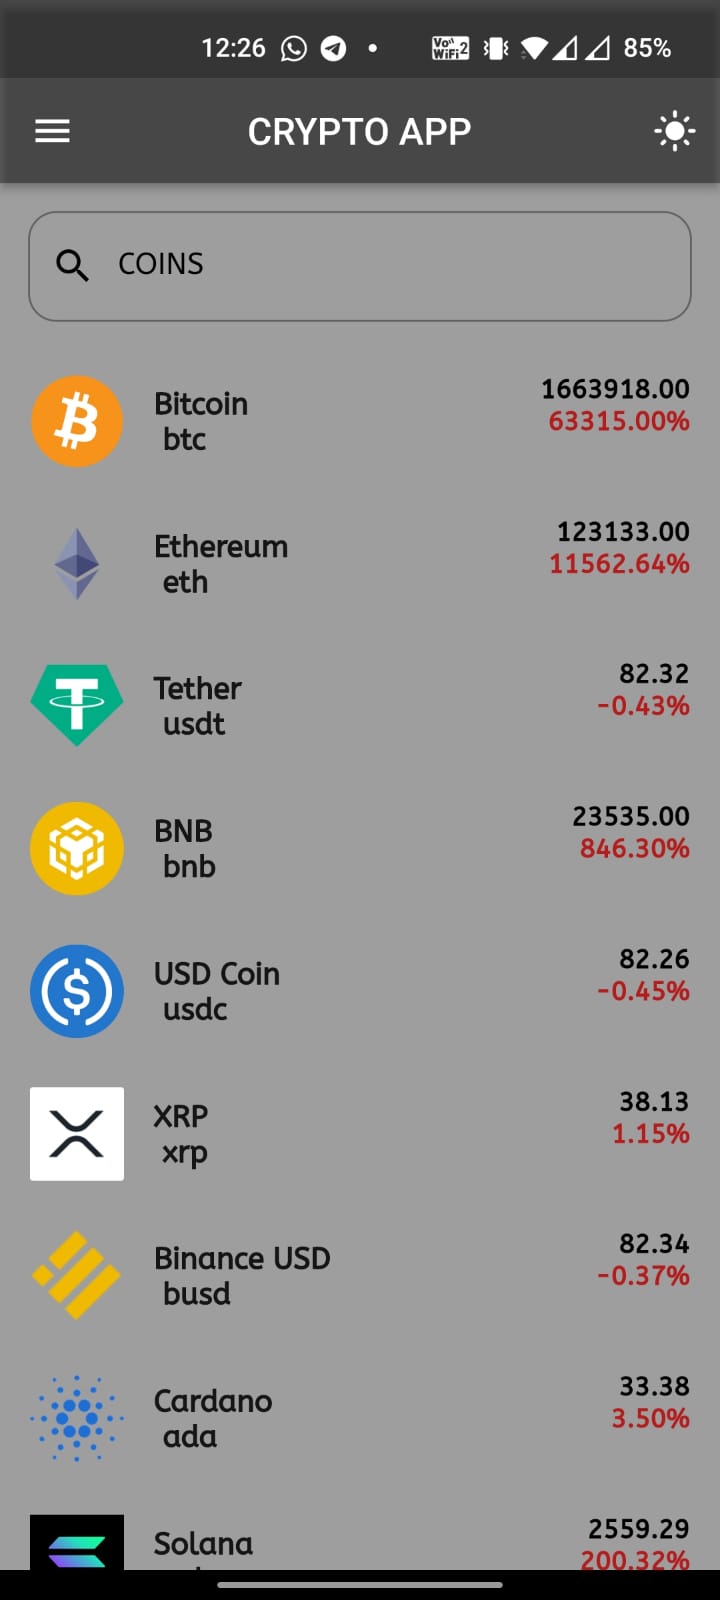 12:26 85%
Vo)) 2
WiFi
CRYPTO APP
COINS
Bitcoin 1663918.00
btc 63315.00%
Ethereum 123133.00
eth 11562.64%
Tether 82.32
usdt -0.43%
BNB 23535.00
bnb 846.30%
USD Coin 82.26
usdc -0.45%
XRP 38.13
xrp 1.15%
Binance USD 82.34
busd -0.37%
Cardano 33.38
ada 3.50%
Solana 2559.29
200.32%